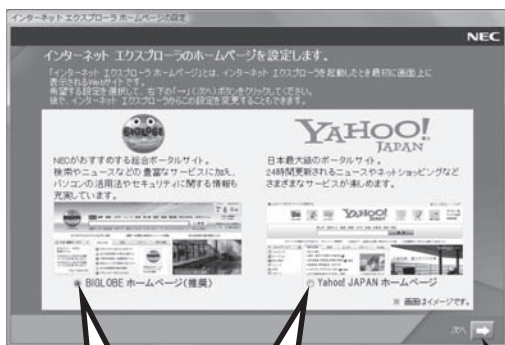 インターネット エクスプローラ ホームページの設定
NEC
インターネット エクスプローラのホームページを設定します。
「インターネット エクスプローラ ホームページ」とは、インターネット エクスプローラを起動したとき最初に画面上に
表示されるWebサイトです。
希望する設定を選択して、右下の「→」(次へ)ボタンをクリックしてください。
後で、インターネット エクスプローラからこの設定を変更することもできます。
BIGLOBE
NECがおすすめする総合ポータルサイト。
検索やニュースなどの豊富なサービスに加え、
パソコンの活用法やセキュリティに関する情報も
充実しています。
BIGLOBE ホームページ(推奨)
YAHOO!
JAPAN
日本最大級のポータルサイト。
24時間更新されるニュースやネットショッピングなど
さまざまなサービスが楽しめます。
YAHOO!
Yahoo! JAPAN ホームページ
※ 画面はイメージです。
次へ